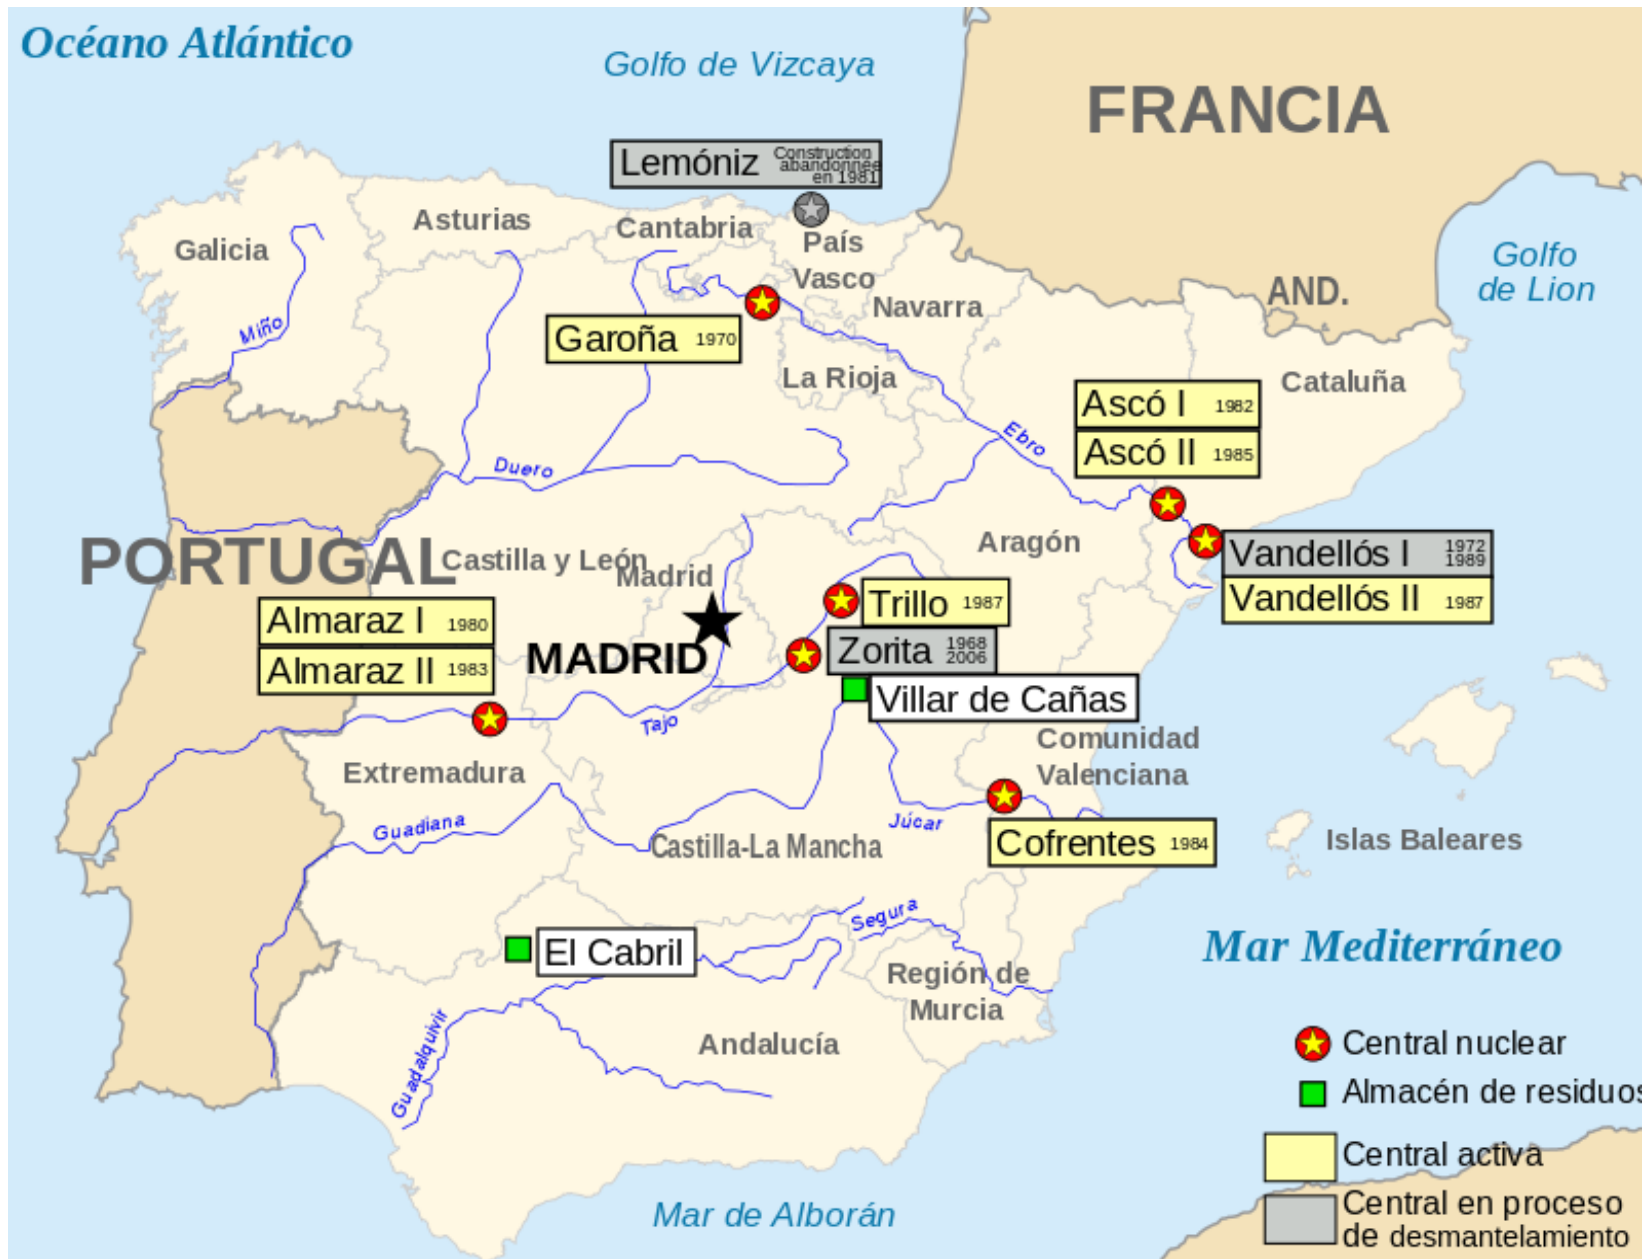 Océano Atlántico
Golfo de Vizcaya
FRANCIA
Lemóniz Construction
abandonnée
en 1981
Asturias
Cantabria
Galicia
País
Vasco
Golfo
de Lion
AND.
Navarra
Miño
Garoña 1970
La Rioja
Cataluña
Ascó I 1982
Ascó II 1985
Ebro
Duero
PORTUGAL
Castilla y León
Madrid
Aragón
Vandellós I 1972
1989
Vandellós II 1987
Trillo 1987
Almaraz I 1980
Almaraz II 1983
MADRID
Zorita 1968
2006
Villar de Cañas
Tajo
Comunidad
Valenciana
Extremadura
Guadiana
Júcar
Castilla-La Mancha
Cofrentes 1984
Islas Baleares
Segura
El Cabril
Mar Mediterráneo
Región de
Murcia
Guadalquivir
Andalucía
Central nuclear
Almacén de residuos
Central activa
Central en proceso
de desmantelamiento
Mar de Alborán